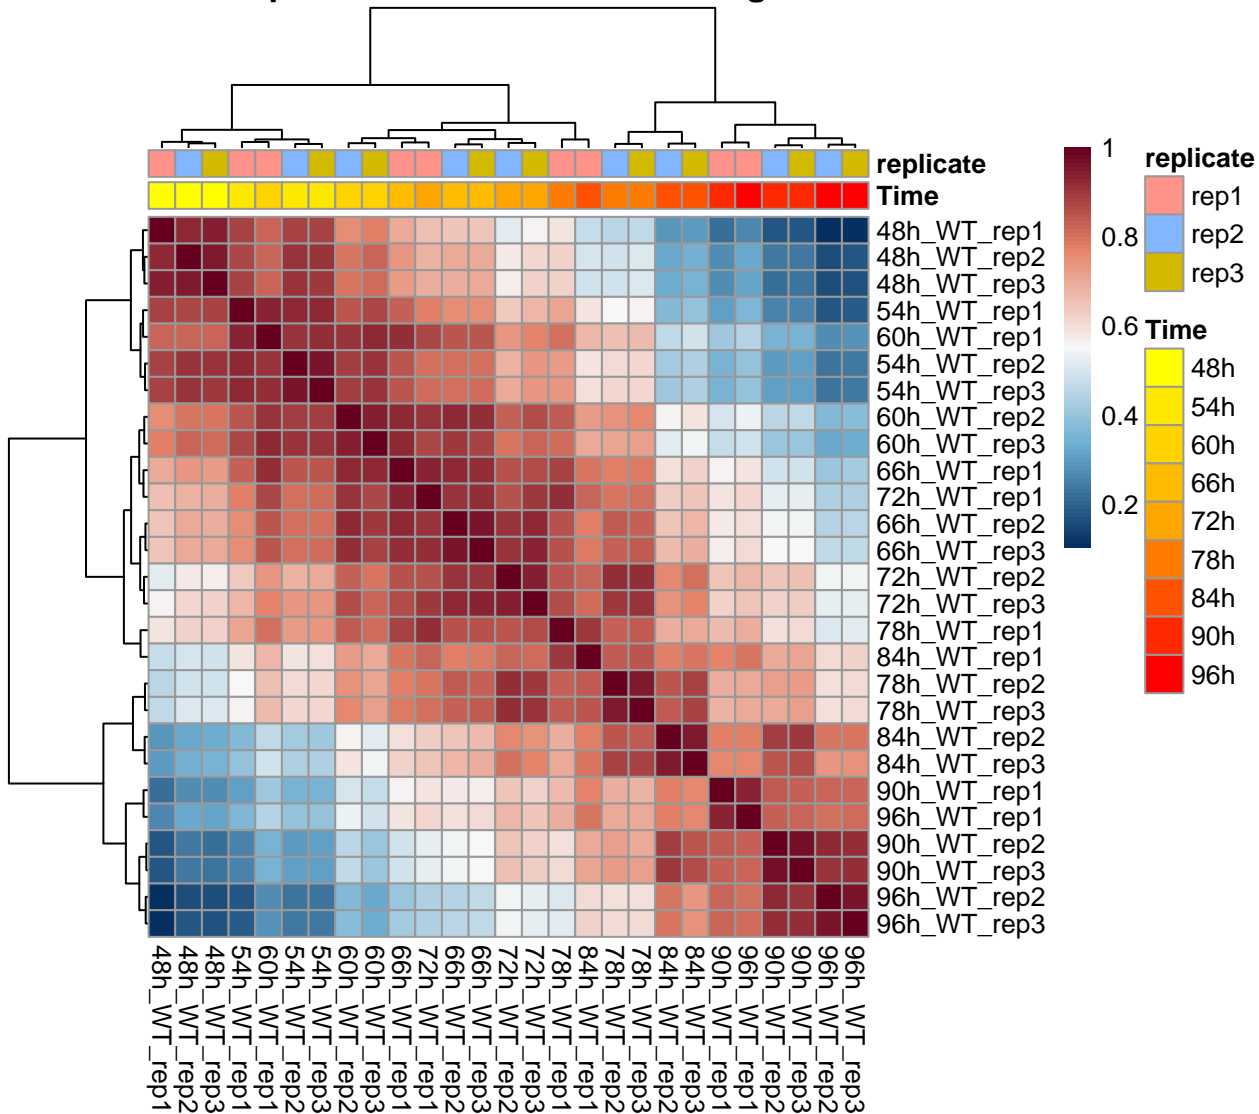 replicate
Time
48h_WT_rep1
48h_WT_rep2
48h_WT_rep3
54h_WT_rep1
60h_WT_rep1
54h_WT_rep2
54h_WT_rep3
60h_WT_rep2
60h_WT_rep3
66h_WT_rep1
72h_WT_rep1
66h_WT_rep2
66h_WT_rep3
72h_WT_rep2
72h_WT_rep3
78h_WT_rep1
84h_WT_rep1
78h_WT_rep2
78h_WT_rep3
84h_WT_rep2
84h_WT_rep3
90h_WT_rep1
96h_WT_rep1
90h_WT_rep2
90h_WT_rep3
96h_WT_rep2
96h_WT_rep3
48h_WT_rep1
48h_WT_rep2
48h_WT_rep3
54h_WT_rep1
60h_WT_rep1
54h_WT_rep2
54h_WT_rep3
60h_WT_rep2
60h_WT_rep3
66h_WT_rep1
72h_WT_rep1
66h_WT_rep2
66h_WT_rep3
72h_WT_rep2
72h_WT_rep3
78h_WT_rep1
84h_WT_rep1
78h_WT_rep2
78h_WT_rep3
84h_WT_rep2
84h_WT_rep3
90h_WT_rep1
96h_WT_rep1
90h_WT_rep2
90h_WT_rep3
96h_WT_rep2
96h_WT_rep3
1
0.8
0.6
0.4
0.2
replicate
rep1
rep2
rep3
Time
48h
54h
60h
66h
72h
78h
84h
90h
96h